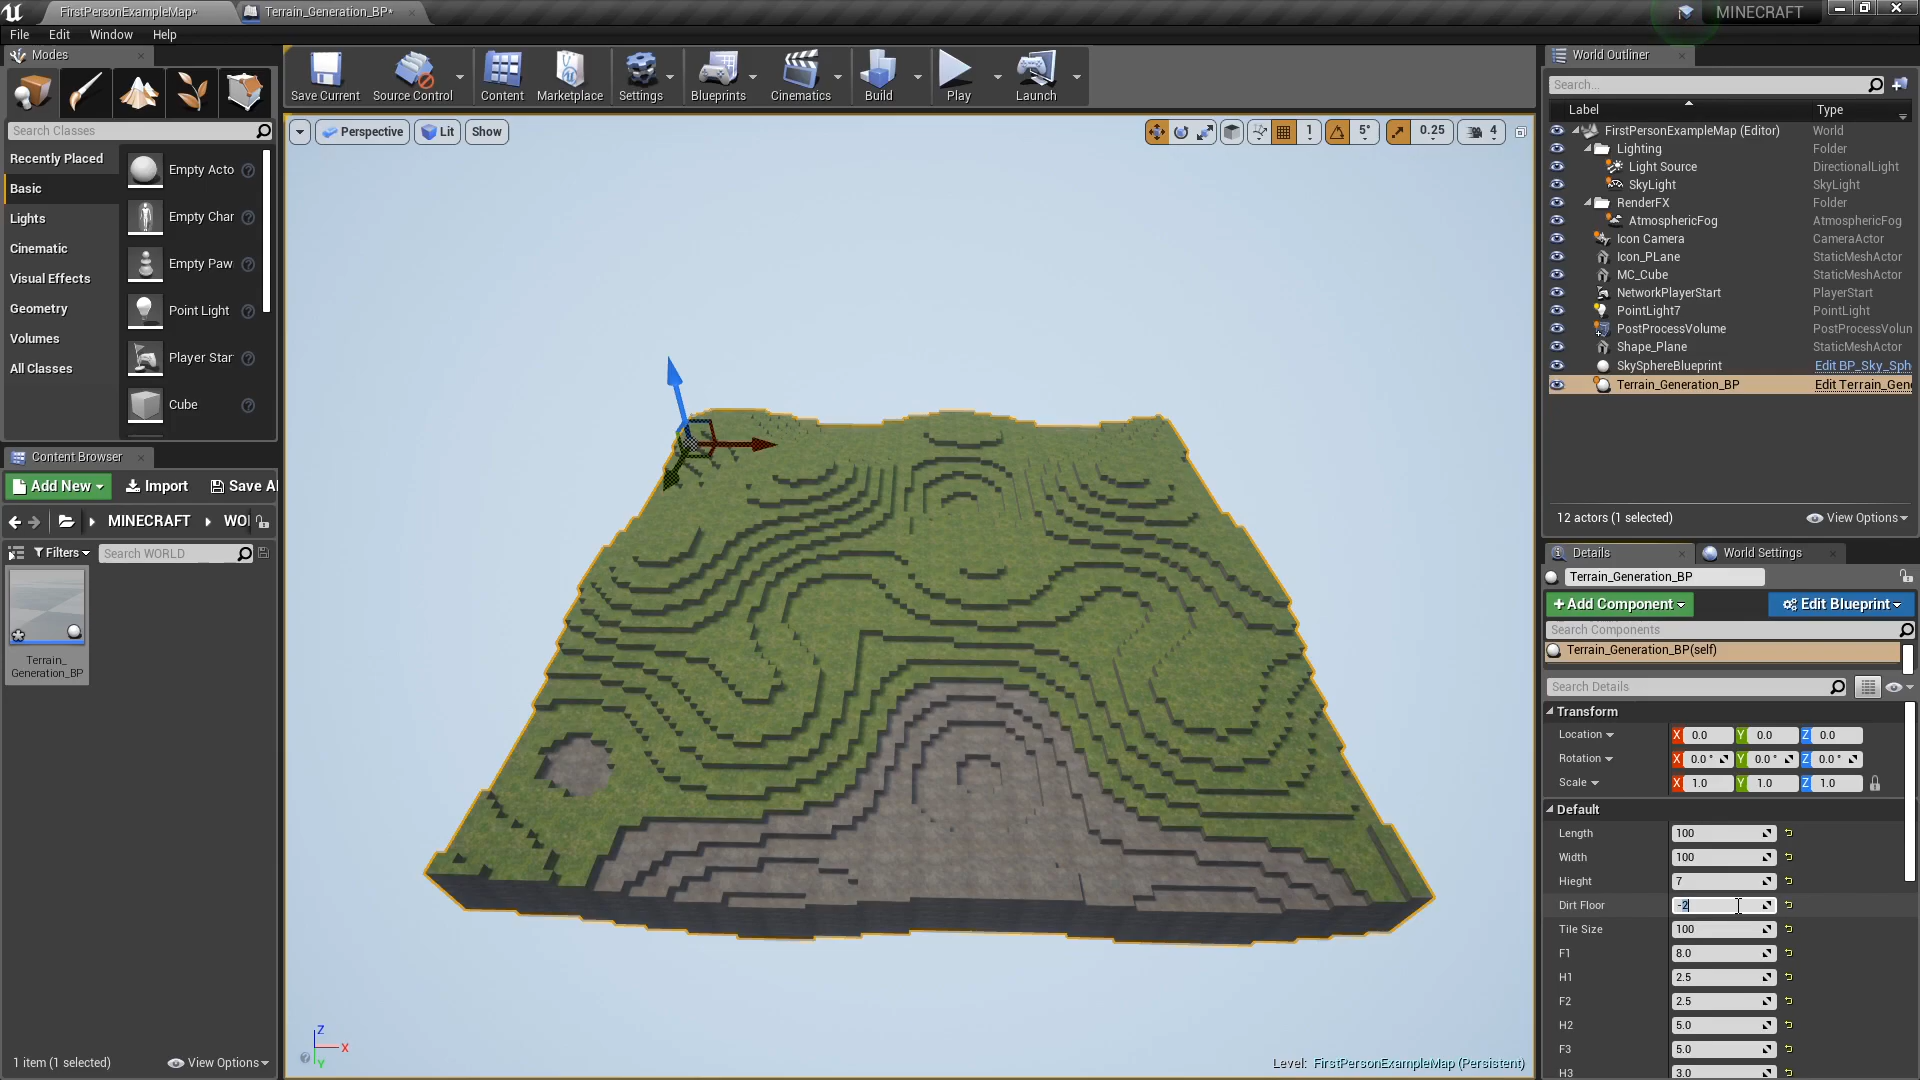 FirstPersonExampleMap*
Terrain_Generation_BP*
MINECRAFT
File Edit Window Help
Modes
Save Current
Source Control
Content
Marketplace
Settings
Blueprints
Cinematics
Build
Play
Launch
World Outliner
Search...
Label Type
Search Classes
Recently Placed
Basic
Lights
Cinematic
Visual Effects
Geometry
Volumes
All Classes
Empty Acto
Empty Char
Empty Paw
Point Light
Player Star
Cube
Perspective
Lit
Show
1
5°
0.25
4
FirstPersonExampleMap (Editor) World
Lighting Folder
Light Source DirectionalLight
SkyLight SkyLight
RenderFX Folder
AtmosphericFog AtmosphericFog
Icon Camera CameraActor
Icon_PLane StaticMeshActor
MC_Cube StaticMeshActor
NetworkPlayerStart PlayerStart
PointLight7 PointLight
PostProcessVolume PostProcessVolun
Shape_Plane StaticMeshActor
SkySphereBlueprint Edit BP_Sky_Sph
Terrain_Generation_BP Edit Terrain_Gen
12 actors (1 selected)
View Options
Content Browser
Add New
Import
Save Al
MINECRAFT
WOI
Filters
Search WORLD
Terrain_
Generation_BP
1 item (1 selected)
View Options
Z
X
Y
Level: FirstPersonExampleMap (Persistent)
Details
World Settings
Terrain_Generation_BP
+Add Component
Edit Blueprint
Search Components
Terrain_Generation_BP(self)
Search Details
Transform
Location X 0.0 Y 0.0 Z 0.0
Rotation X 0.0 ° Y 0.0 ° Z 0.0 °
Scale X 1.0 Y 1.0 Z 1.0
Default
Length 100
Width 100
Hieght 7
Dirt Floor -2
Tile Size 100
F1 8.0
H1 2.5
F2 2.5
H2 5.0
F3 5.0
H3 3.0